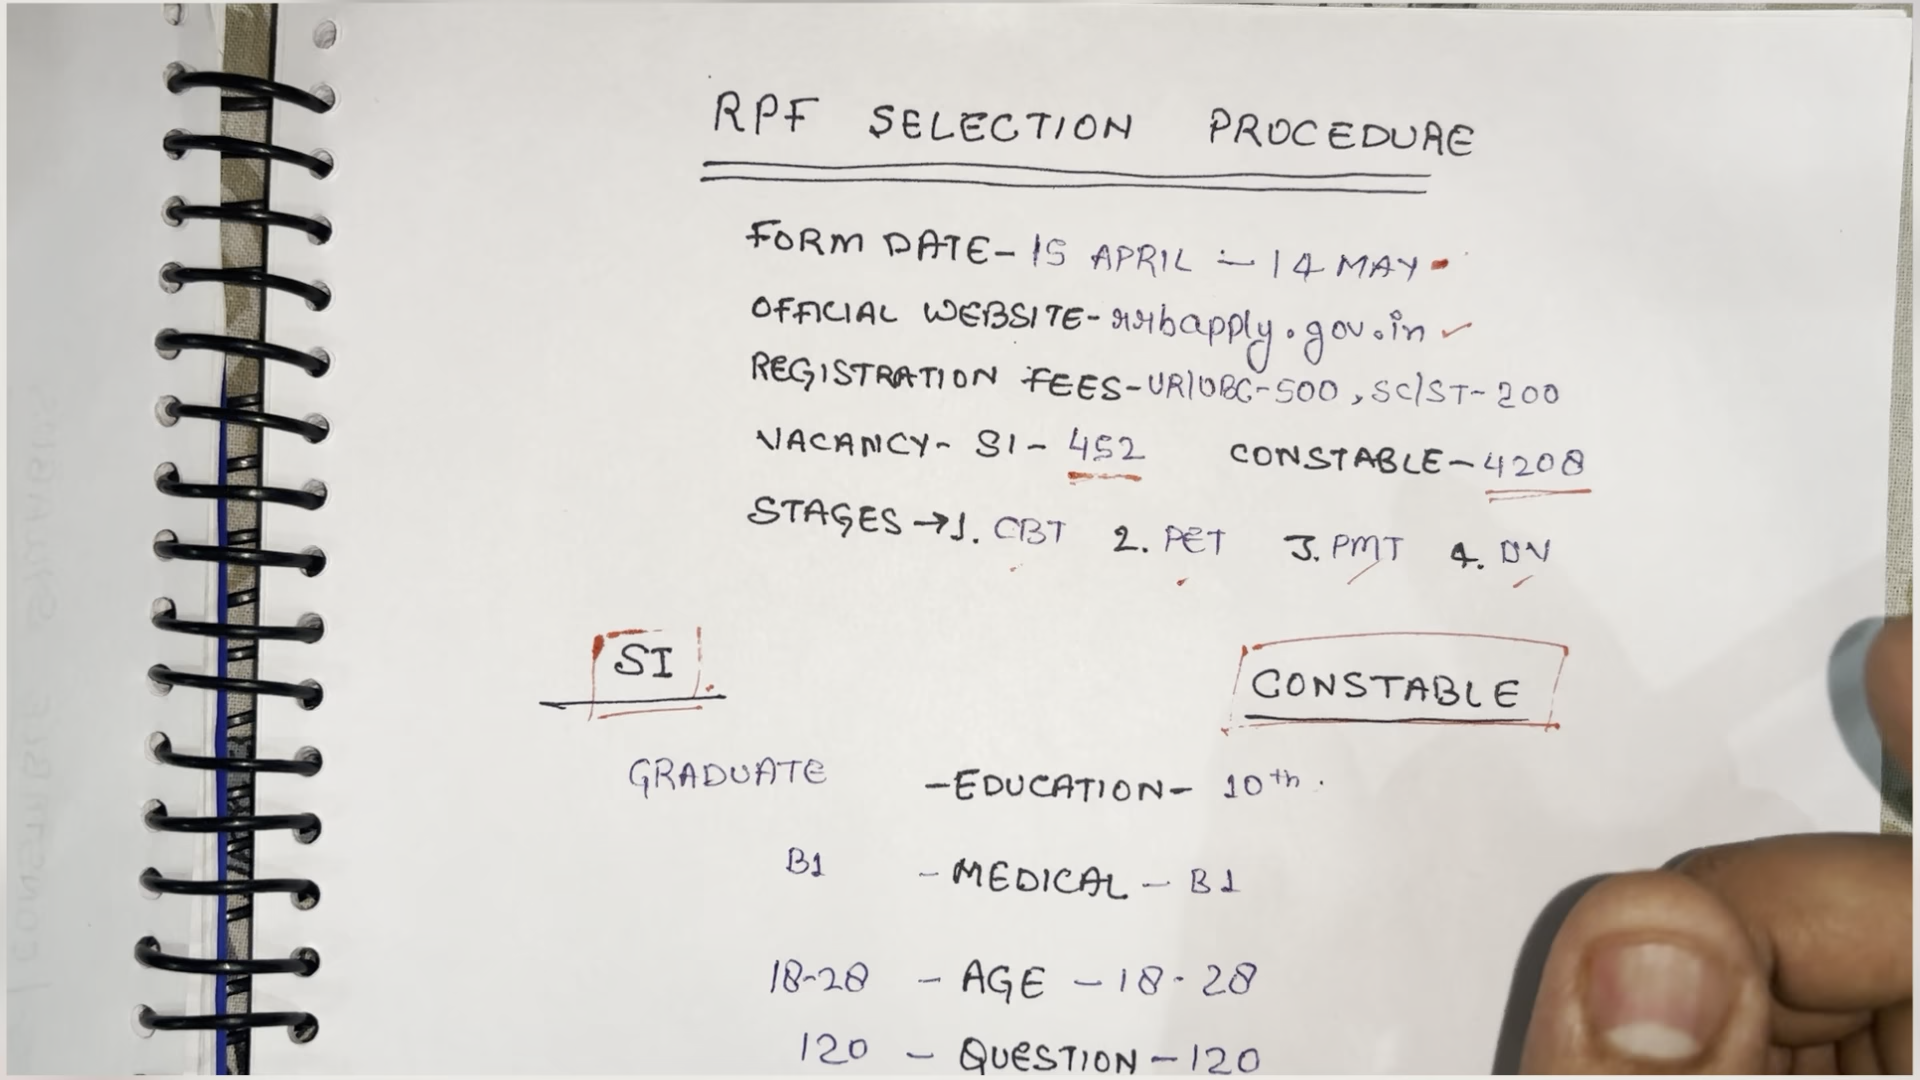 RPF SELECTION PROCEDURE
FORM DATE- 15 APRIL - 14 MAY
OFFICIAL WEBSITE- rrbapply.gov.in
REGISTRATION FEES-UR/OBC-500, SC/ST- 200
VACANCY- SI- 452 CONSTABLE-4208
STAGES → 1. CBT 2. PET 3. PMT 4. DV
SI CONSTABLE
GRADUATE -EDUCATION- 10th.
B1 - MEDICAL - B1
18-28 - AGE - 18-28
120 - QUESTION - 120